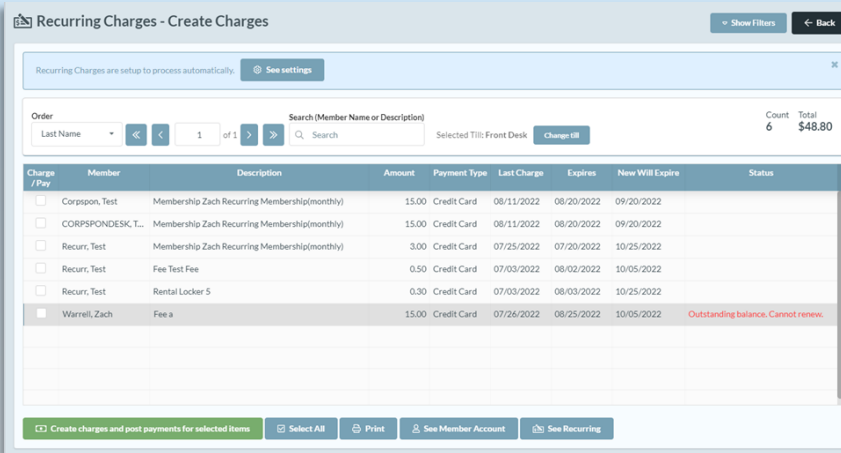 Recurring Charges - Create Charges
Show Filters
Back
Recurring Charges are setup to process automatically. See settings
Order
Last Name
1 of 1
Search (Member Name or Description)
Search
Selected Till: Front Desk Change till
Count Total
6 $48.80
Charge / Pay Member Description Amount Payment Type Last Charge Expires New Will Expire Status
Corpspon, Test Membership Zach Recurring Membership(monthly) 15.00 Credit Card 08/11/2022 08/20/2022 09/20/2022
CORPSPONDESK, T... Membership Zach Recurring Membership(monthly) 15.00 Credit Card 08/11/2022 08/20/2022 09/20/2022
Recurr, Test Membership Zach Recurring Membership(monthly) 3.00 Credit Card 07/25/2022 07/20/2022 10/25/2022
Recurr, Test Fee Test Fee 0.50 Credit Card 07/03/2022 08/02/2022 10/05/2022
Recurr, Test Rental Locker 5 0.30 Credit Card 07/03/2022 08/03/2022 10/25/2022
Warrell, Zach Fee a 15.00 Credit Card 07/26/2022 08/25/2022 10/05/2022 Outstanding balance. Cannot renew.
Create charges and post payments for selected items Select All Print See Member Account See Recurring